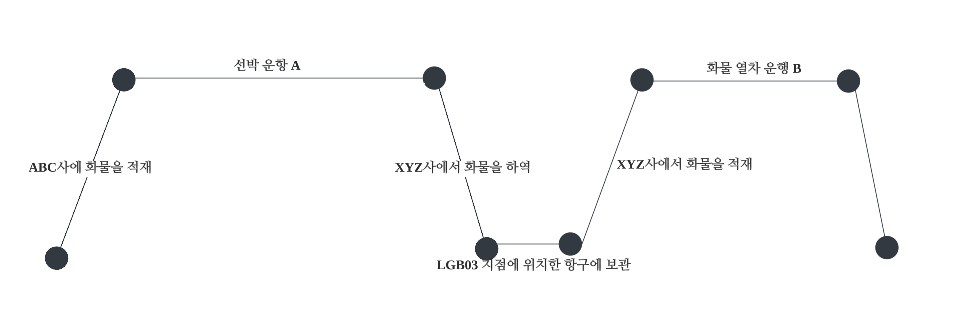 선박 운항 A
화물 열차 운행 B
ABC사에 화물을 적재
XYZ사에서 화물을 하역
XYZ사에서 화물을 적재
LGB03 지점에 위치한 항구에 보관